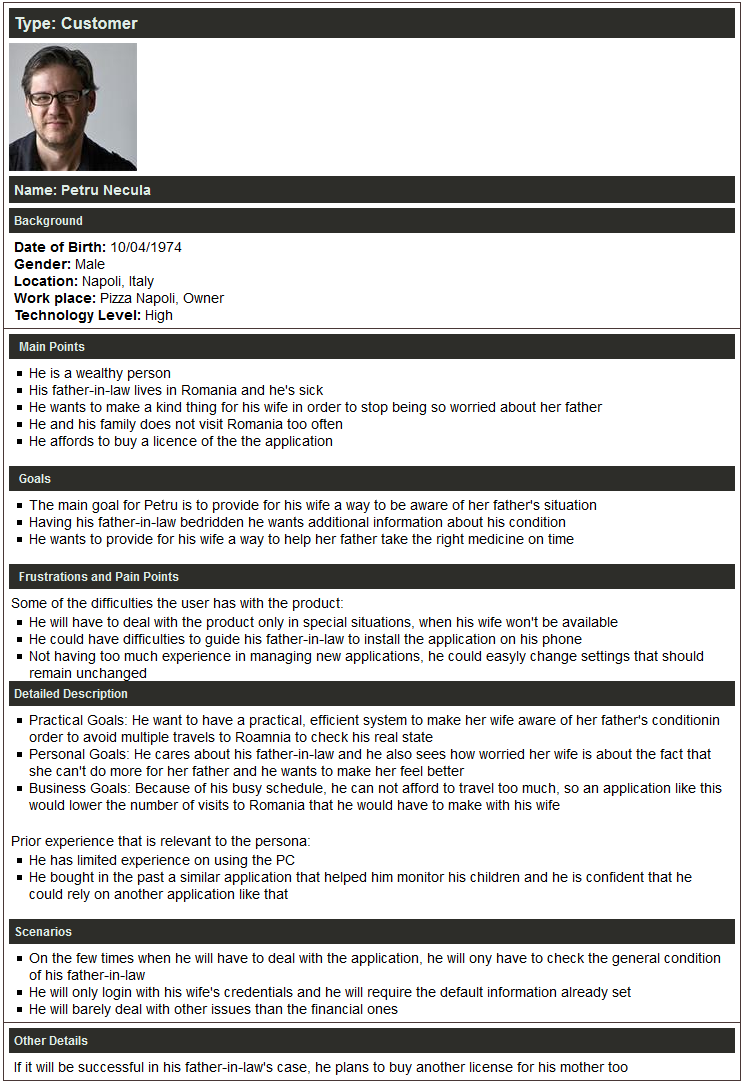 Type: Customer
Name: Petru Necula
Background
Date of Birth: 10/04/1974
Gender: Male
Location: Napoli, Italy
Work place: Pizza Napoli, Owner
Technology Level: High
Main Points
He is a wealthy person
His father-in-law lives in Romania and he's sick
He wants to make a kind thing for his wife in order to stop being so worried about her father
He and his family does not visit Romania too often
He affords to buy a licence of the the application
Goals
The main goal for Petru is to provide for his wife a way to be aware of her father's situation
Having his father-in-law bedridden he wants additional information about his condition
He wants to provide for his wife a way to help her father take the right medicine on time
Frustrations and Pain Points
Some of the difficulties the user has with the product:
He will have to deal with the product only in special situations, when his wife won't be available
He could have difficulties to guide his father-in-law to install the application on his phone
Not having too much experience in managing new applications, he could easyly change settings that should
remain unchanged
Detailed Description
Practical Goals: He want to have a practical, efficient system to make her wife aware of her father's conditionin
order to avoid multiple travels to Roamnia to check his real state
Personal Goals: He cares about his father-in-law and he also sees how worried her wife is about the fact that
she can't do more for her father and he wants to make her feel better
Business Goals: Because of his busy schedule, he can not afford to travel too much, so an application like this
would lower the number of visits to Romania that he would have to make with his wife
Prior experience that is relevant to the persona:
He has limited experience on using the PC
He bought in the past a similar application that helped him monitor his children and he is confident that he
could rely on another application like that
Scenarios
On the few times when he will have to deal with the application, he will ony have to check the general condition
of his father-in-law
He will only login with his wife's credentials and he will require the default information already set
He will barely deal with other issues than the financial ones
Other Details
If it will be successful in his father-in-law's case, he plans to buy another license for his mother too